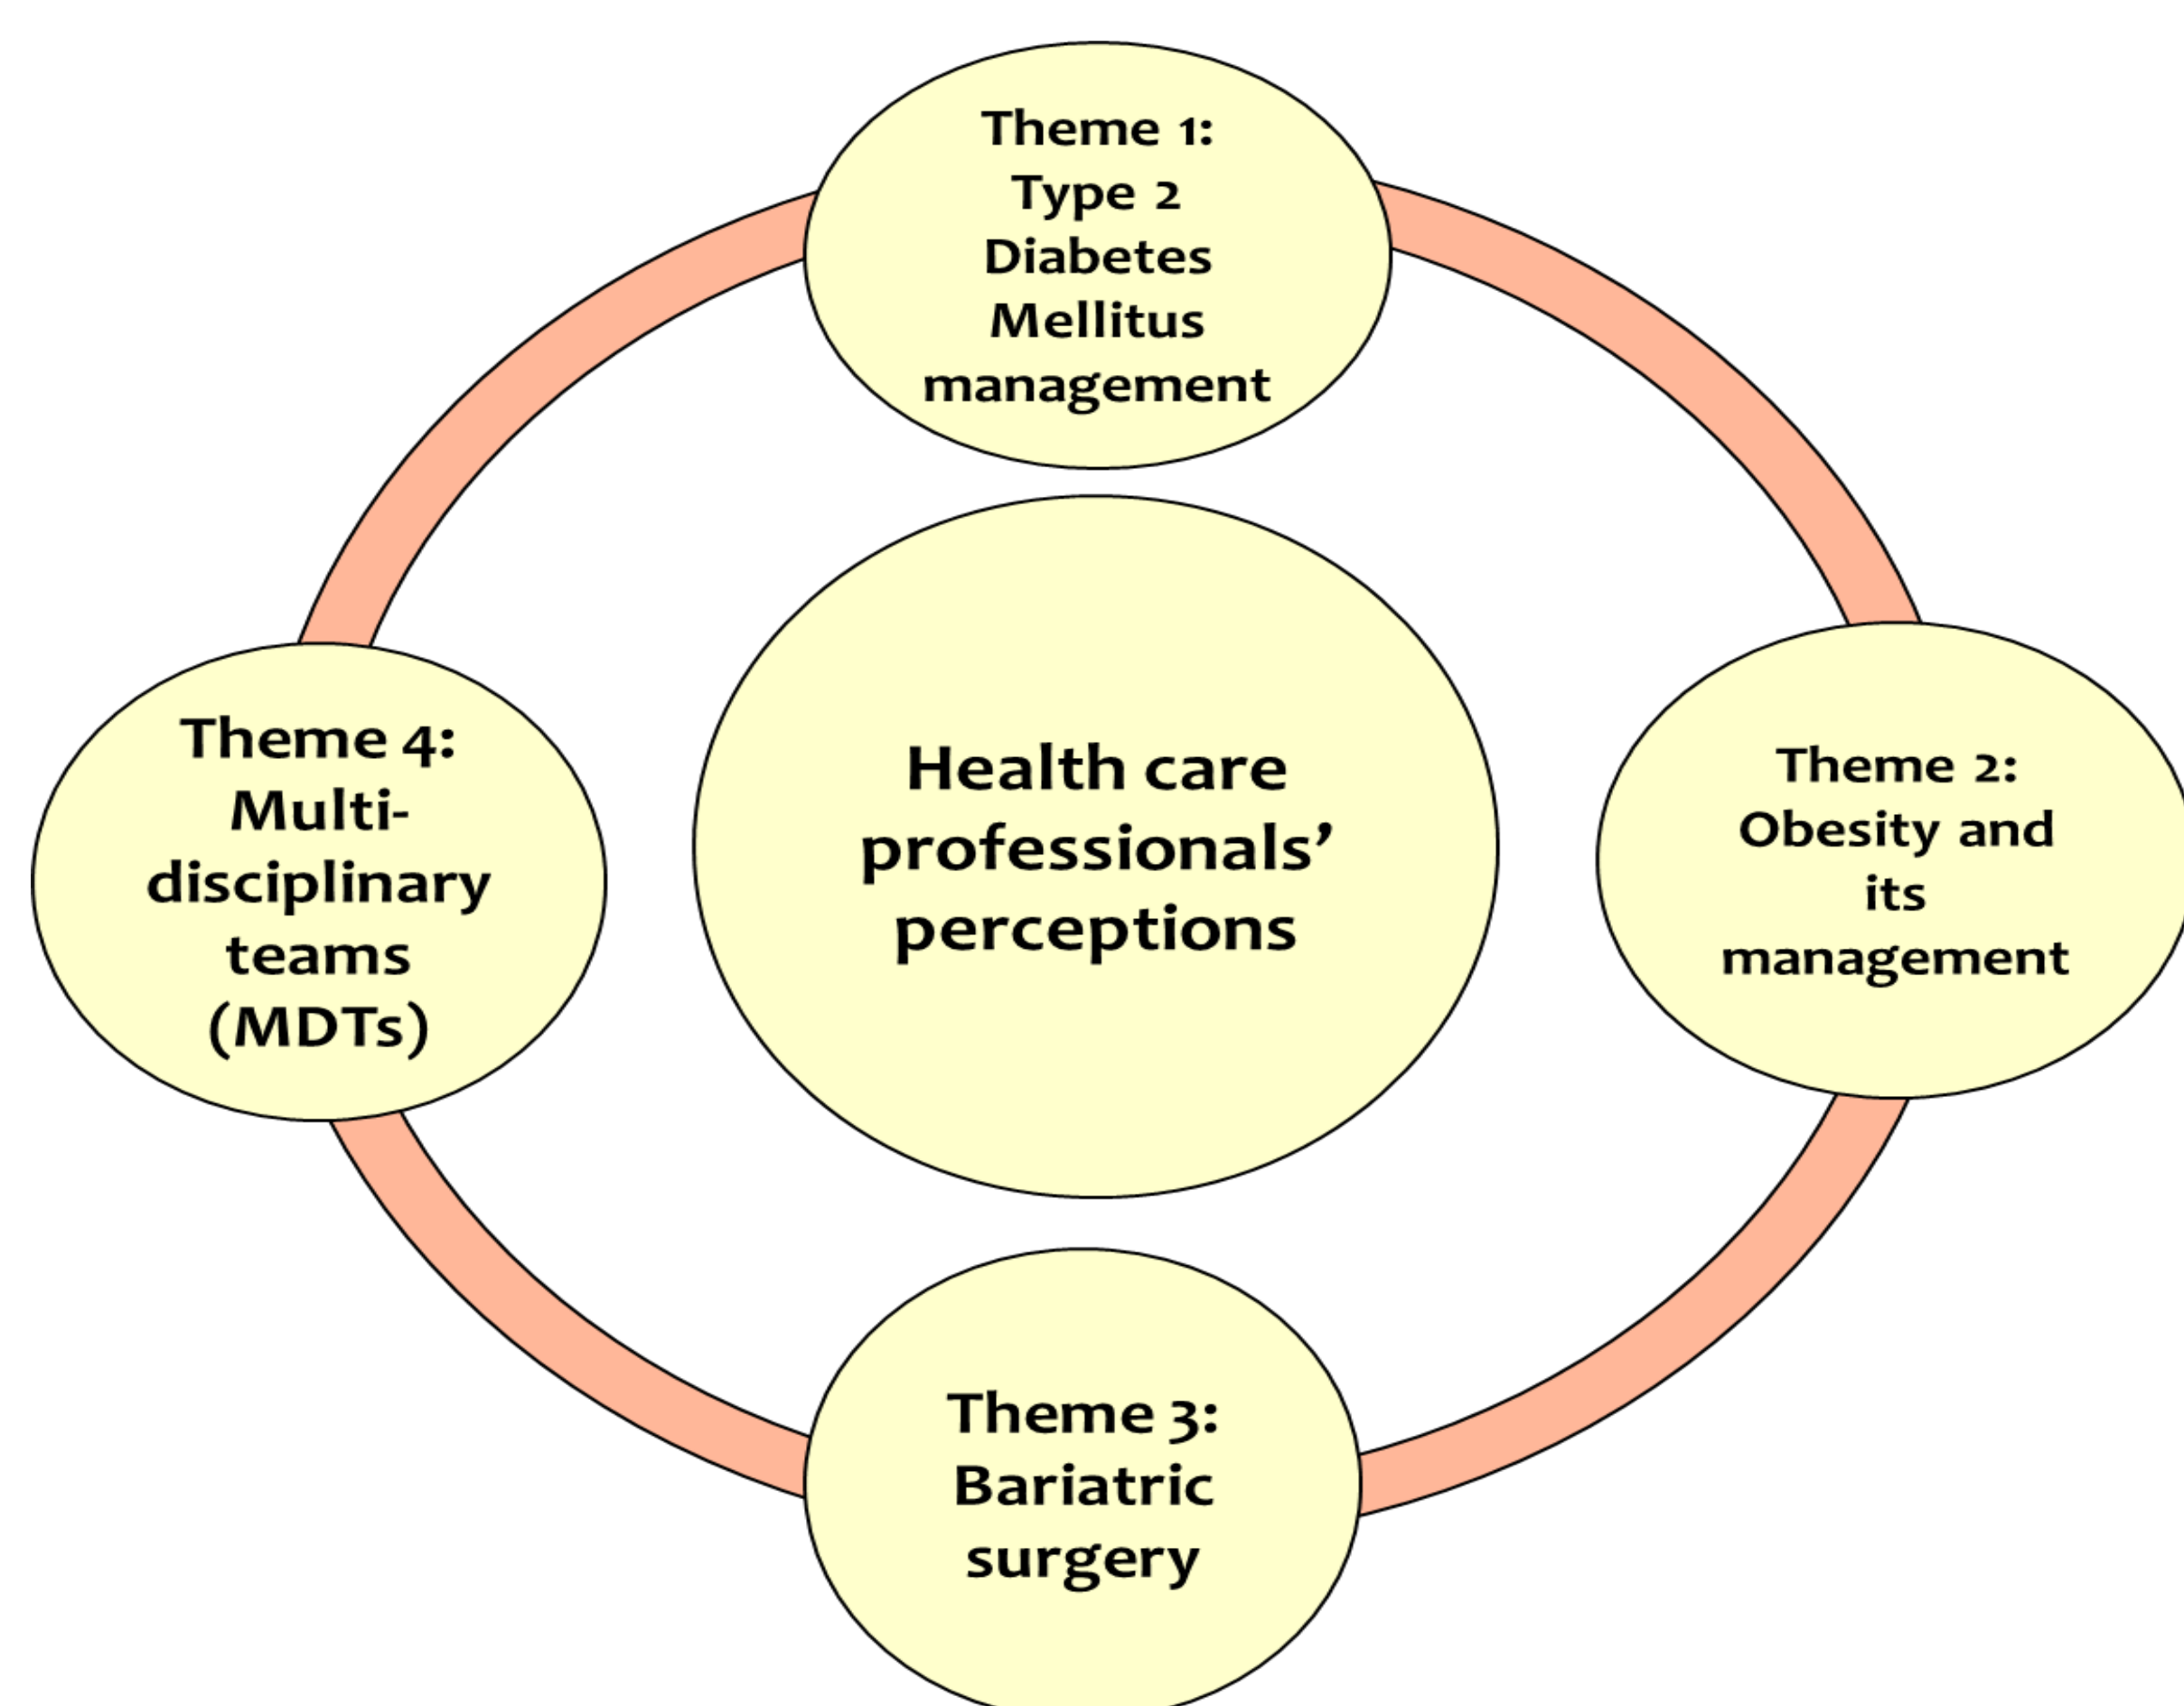 Theme 1:
Type 2
Diabetes
Mellitus
management
Health care
professionals’
perceptions
Theme 2:
Obesity and
its
management
Theme 3:
Bariatric
surgery
Theme 4:
Multi-
disciplinary
teams
(MDTs)